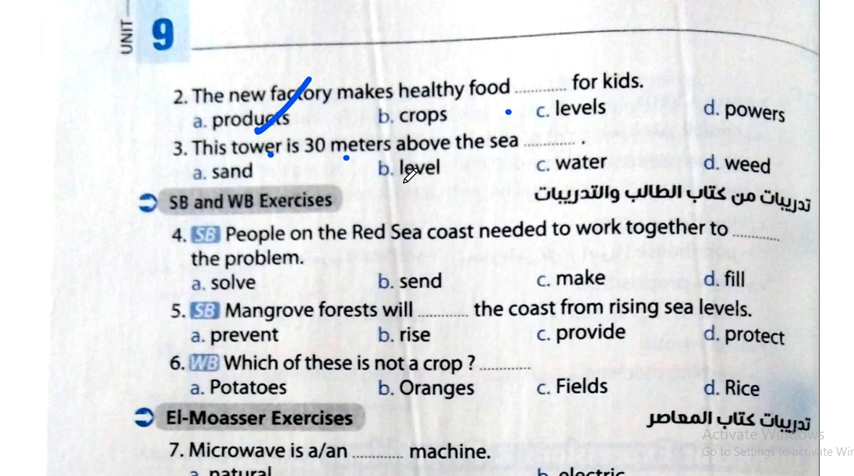 UNIT 9
2. The new factory makes healthy food .......... for kids.
a. products b. crops c. levels d. powers
3. This tower is 30 meters above the sea .......... .
a. sand b. level c. water d. weed
SB and WB Exercises تدريبات من كتاب الطالب والتدريبات
4. SB People on the Red Sea coast needed to work together to ..........
the problem.
a. solve b. send c. make d. fill
5. SB Mangrove forests will .......... the coast from rising sea levels.
a. prevent b. rise c. provide d. protect
6. WB Which of these is not a crop ? ..........
a. Potatoes b. Oranges c. Fields d. Rice
El-Moasser Exercises تدريبات كتاب المعاصر
7. Microwave is a/an .......... machine.
a. natural b. electric
Activate Windows
Go to Settings to activate Wir